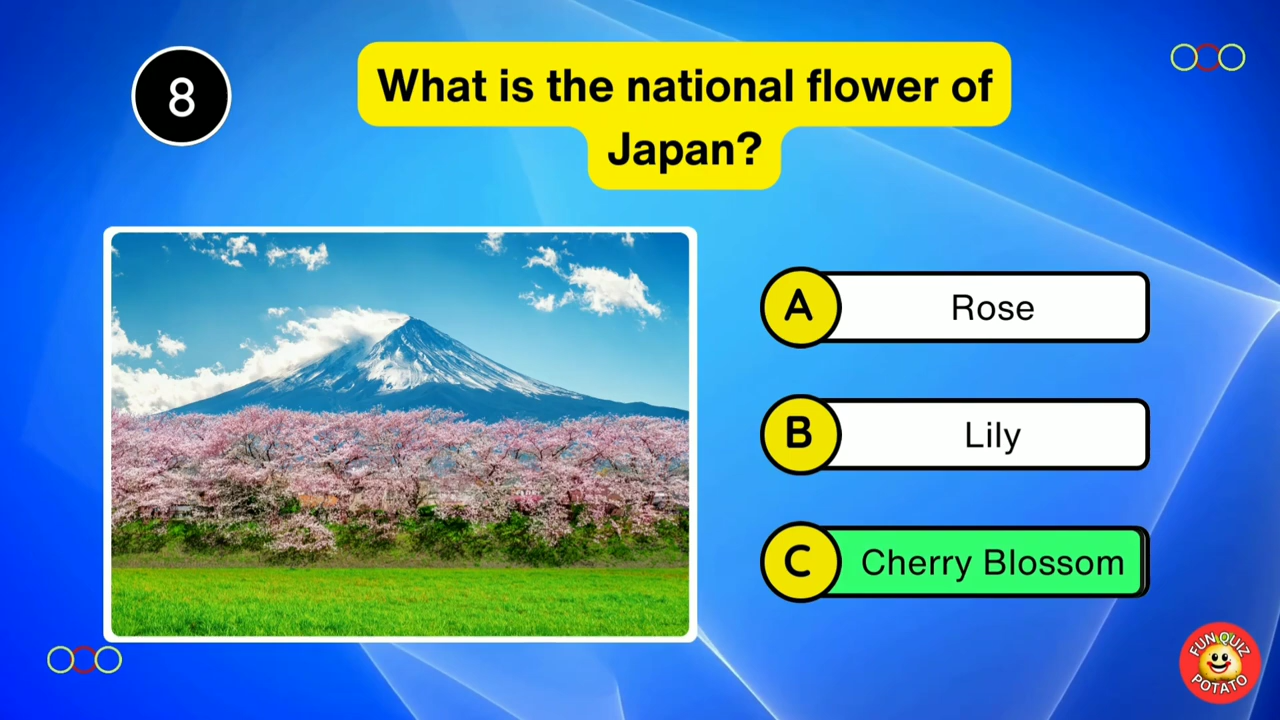 8
What is the national flower of
Japan?
A
Rose
B
Lily
C
Cherry Blossom
FUN QUIZ
POTATO